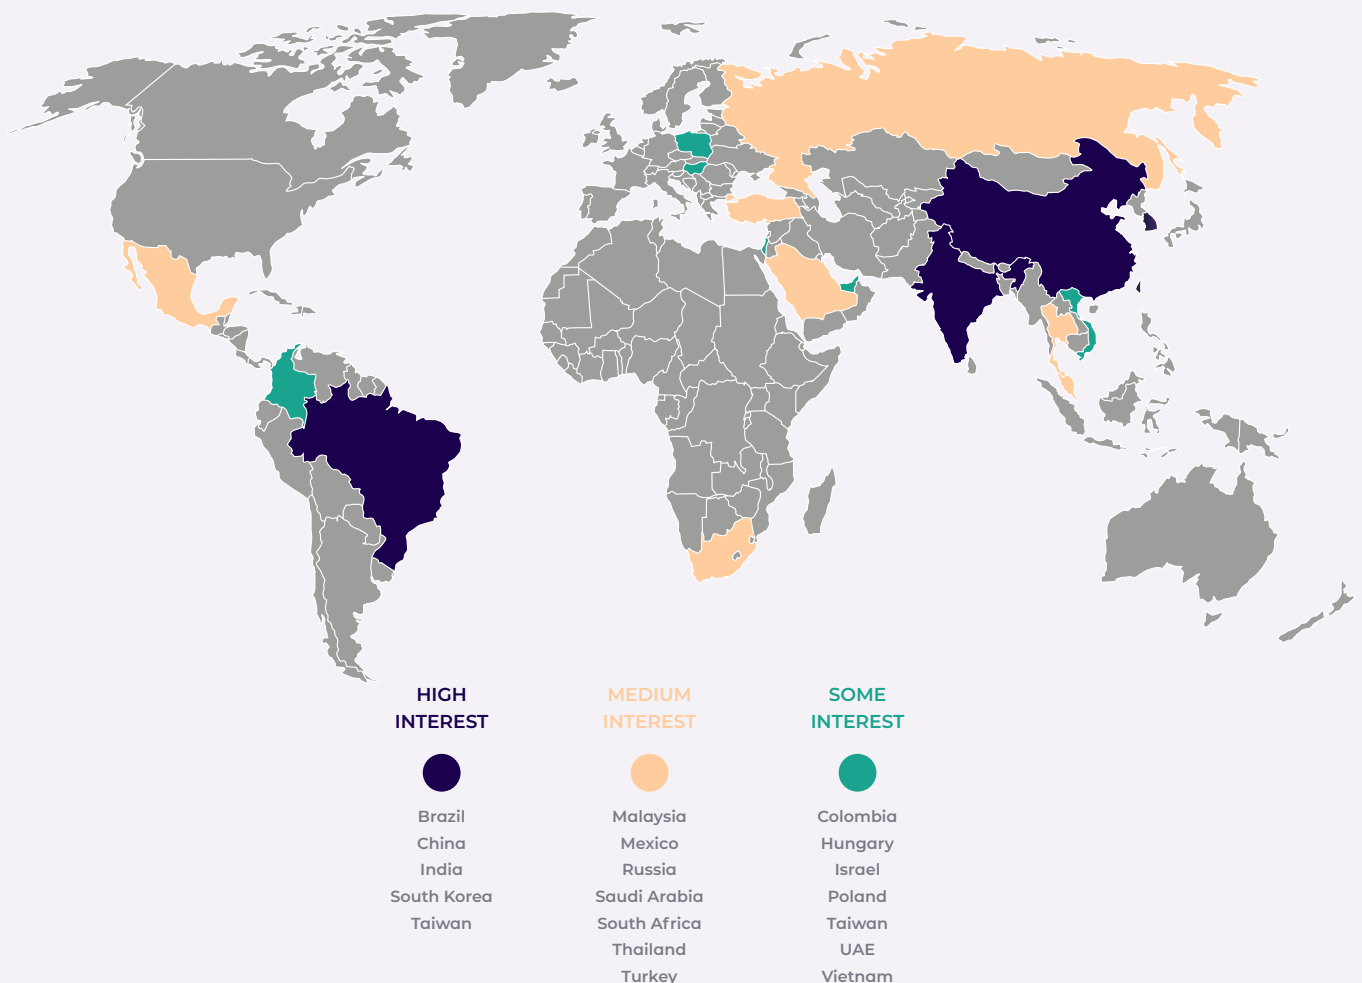 HIGH
INTEREST
Brazil
China
India
South Korea
Taiwan
MEDIUM
INTEREST
Malaysia
Mexico
Russia
Saudi Arabia
South Africa
Thailand
Turkey
SOME
INTEREST
Colombia
Hungary
Israel
Poland
Taiwan
UAE
Vietnam